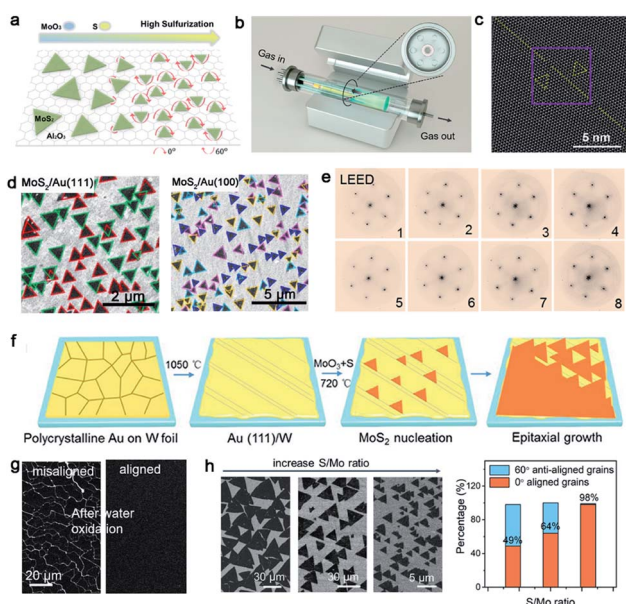 a
MoO₃ S High Sulfurization
MoS₂
Al₂O₃
0° 60°
b
Gas in
Gas out
c
5 nm
d
MoS₂/Au(111)
2 μm
MoS₂/Au(100)
5 μm
e
LEED
1 2 3 4
5 6 7 8
f
1050 ℃
MoO₃+S
720 ℃
Polycrystalline Au on W foil
Au (111)/W
MoS₂ nucleation
Epitaxial growth
g
misaligned aligned
After water
oxidation
20 μm
h
increase S/Mo ratio
30 μm
30 μm
5 μm
Percentage (%)
100
80
40
0
60° anti-aligned grains
0° aligned grains
49%
64%
98%
S/Mo ratio